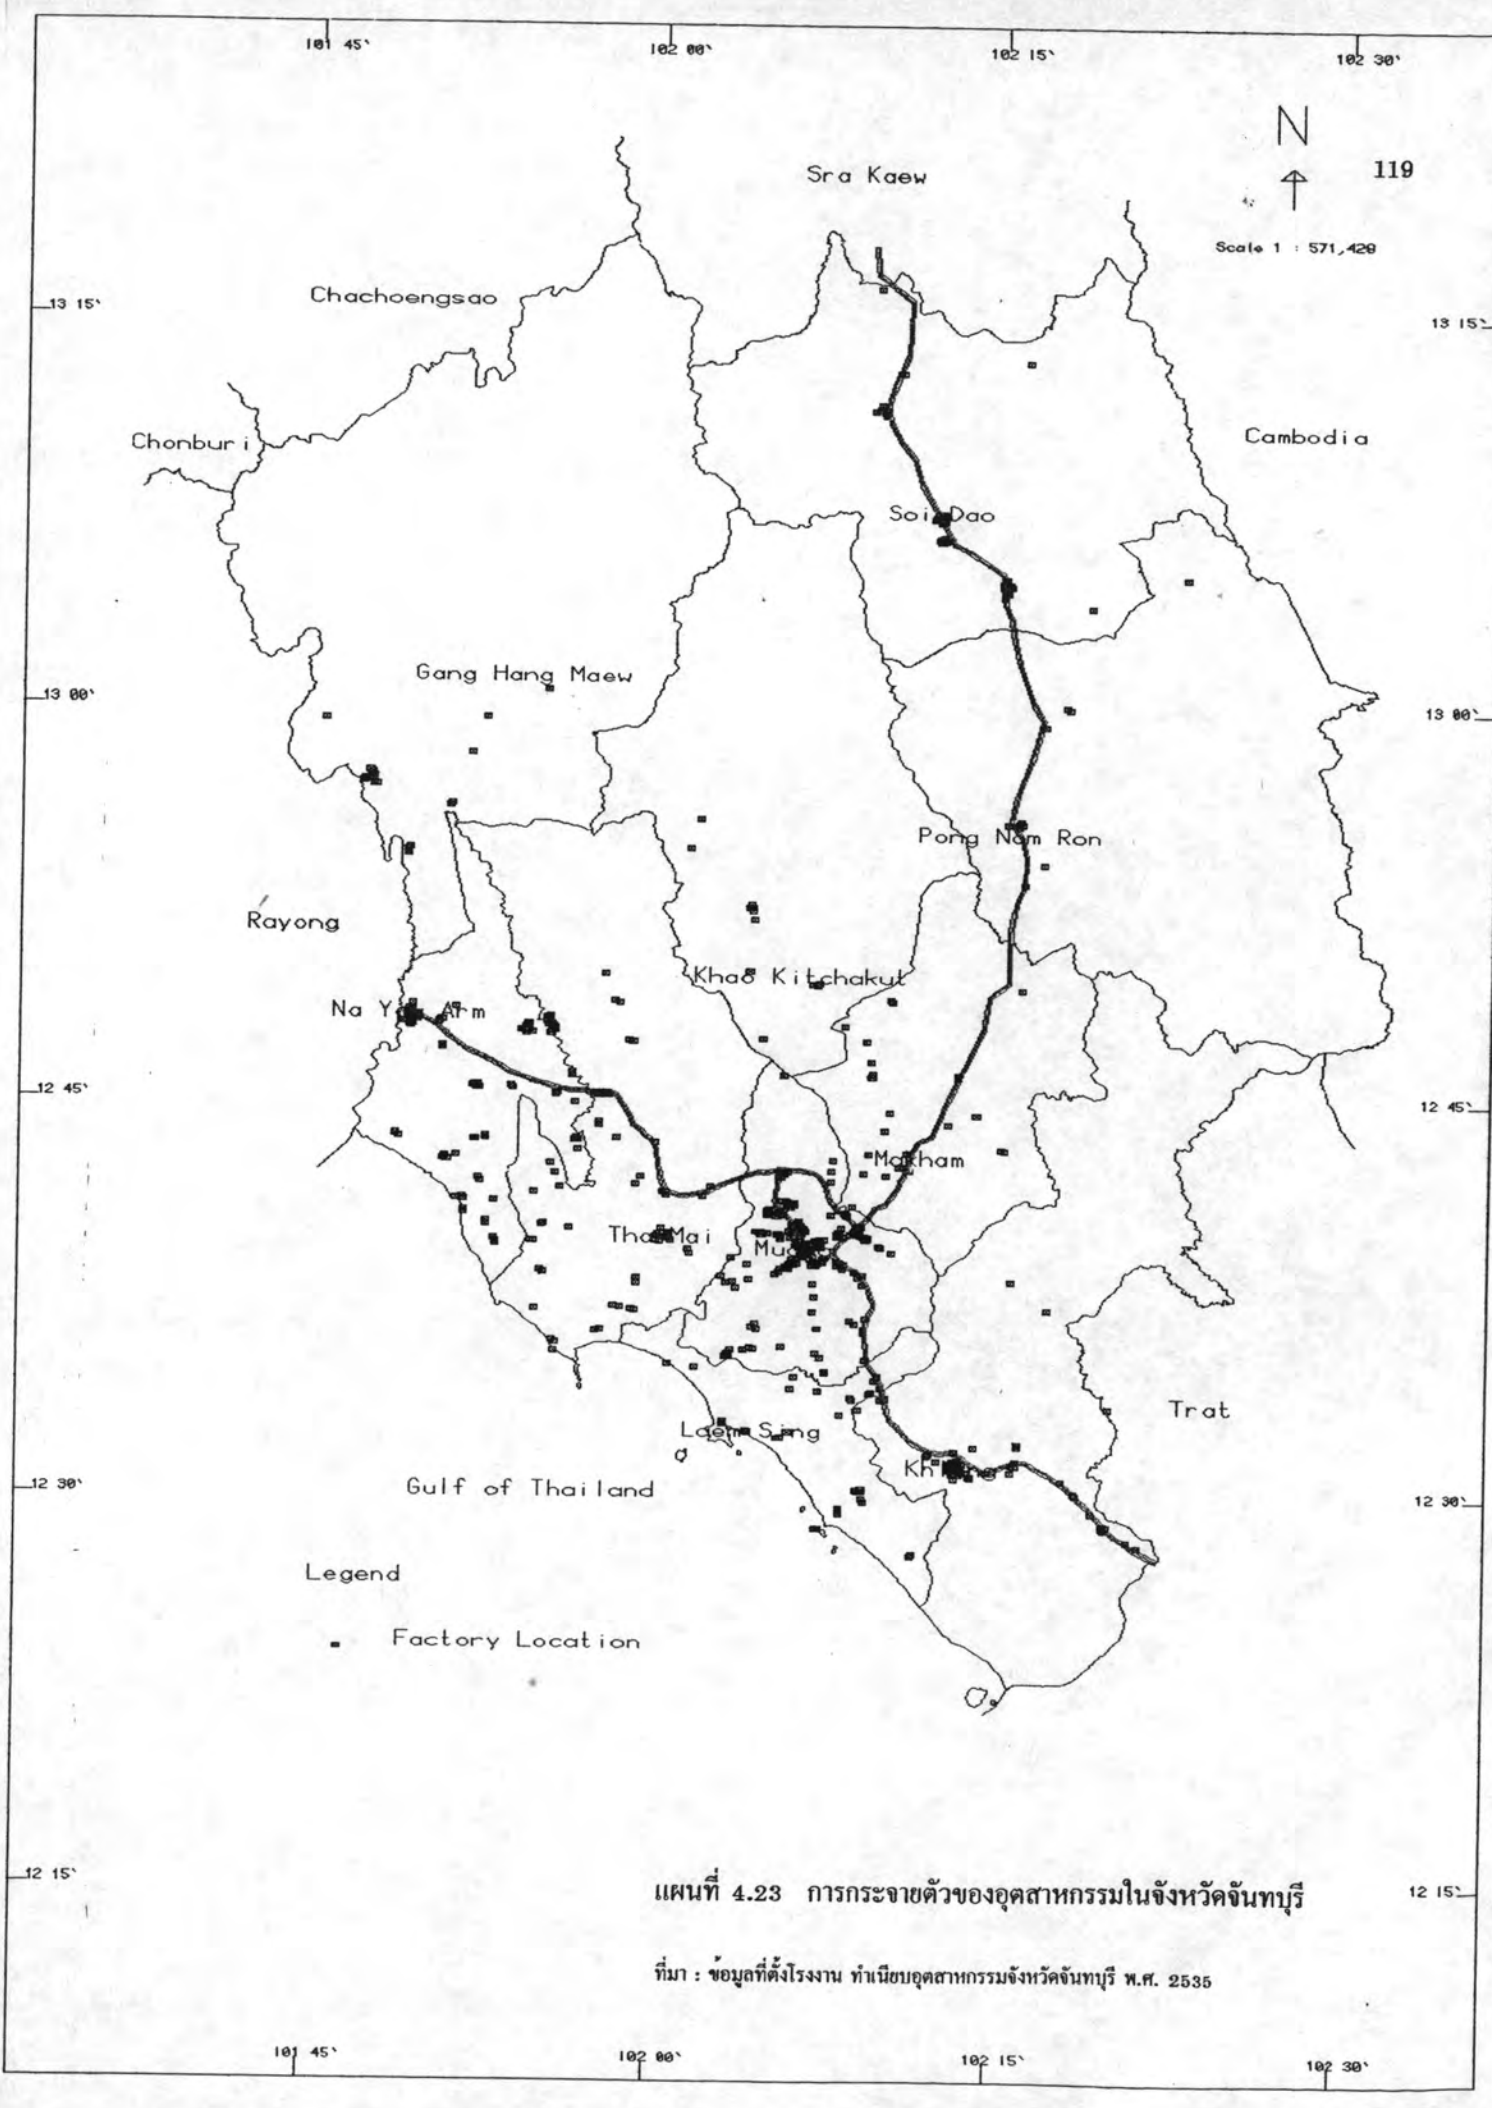 101 45' 102 00' 102 15' 102 30'
N
119
Sra Kaew
Scale 1 : 571,428
Chachoengsao
13 15' 13 15'
Chonburi
Cambodia
Soi Dao
Gang Hang Maew
13 00' 13 00'
Pong Nam Ron
Rayong
Khao Kitchakut
Na Yai Arm
12 45' 12 45'
Makham
Tha Mai
Muang
Trat
Laem Sing
Khlung
12 30' 12 30'
Gulf of Thailand
Legend
Factory Location
12 15' 12 15'
แผนที่ 4.23 การกระจายตัวของอุตสาหกรรมในจังหวัดจันทบุรี
ที่มา : ข้อมูลที่ตั้งโรงงาน ทำเนียบอุตสาหกรรมจังหวัดจันทบุรี พ.ศ. 2535
101 45' 102 00' 102 15' 102 30'